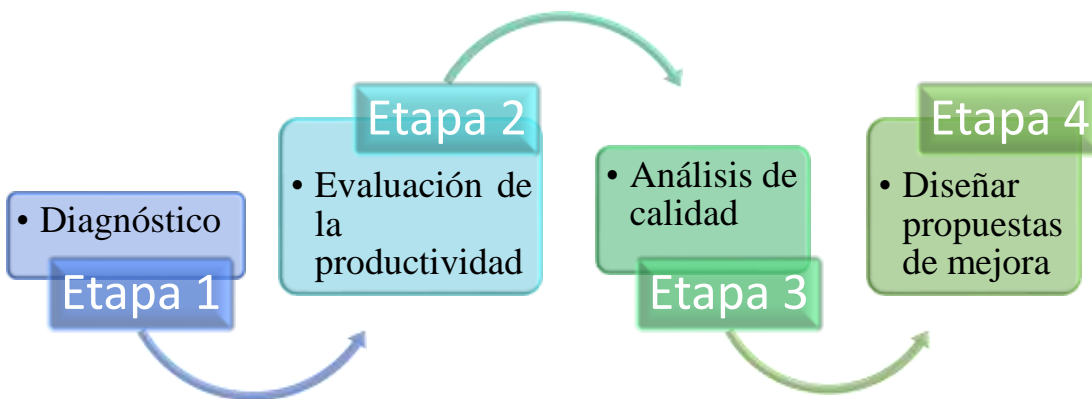 • Diagnóstico
Etapa 1
Etapa 2
• Evaluación de
la
productividad
• Análisis de
calidad
Etapa 3
Etapa 4
• Diseñar
propuestas
de mejora